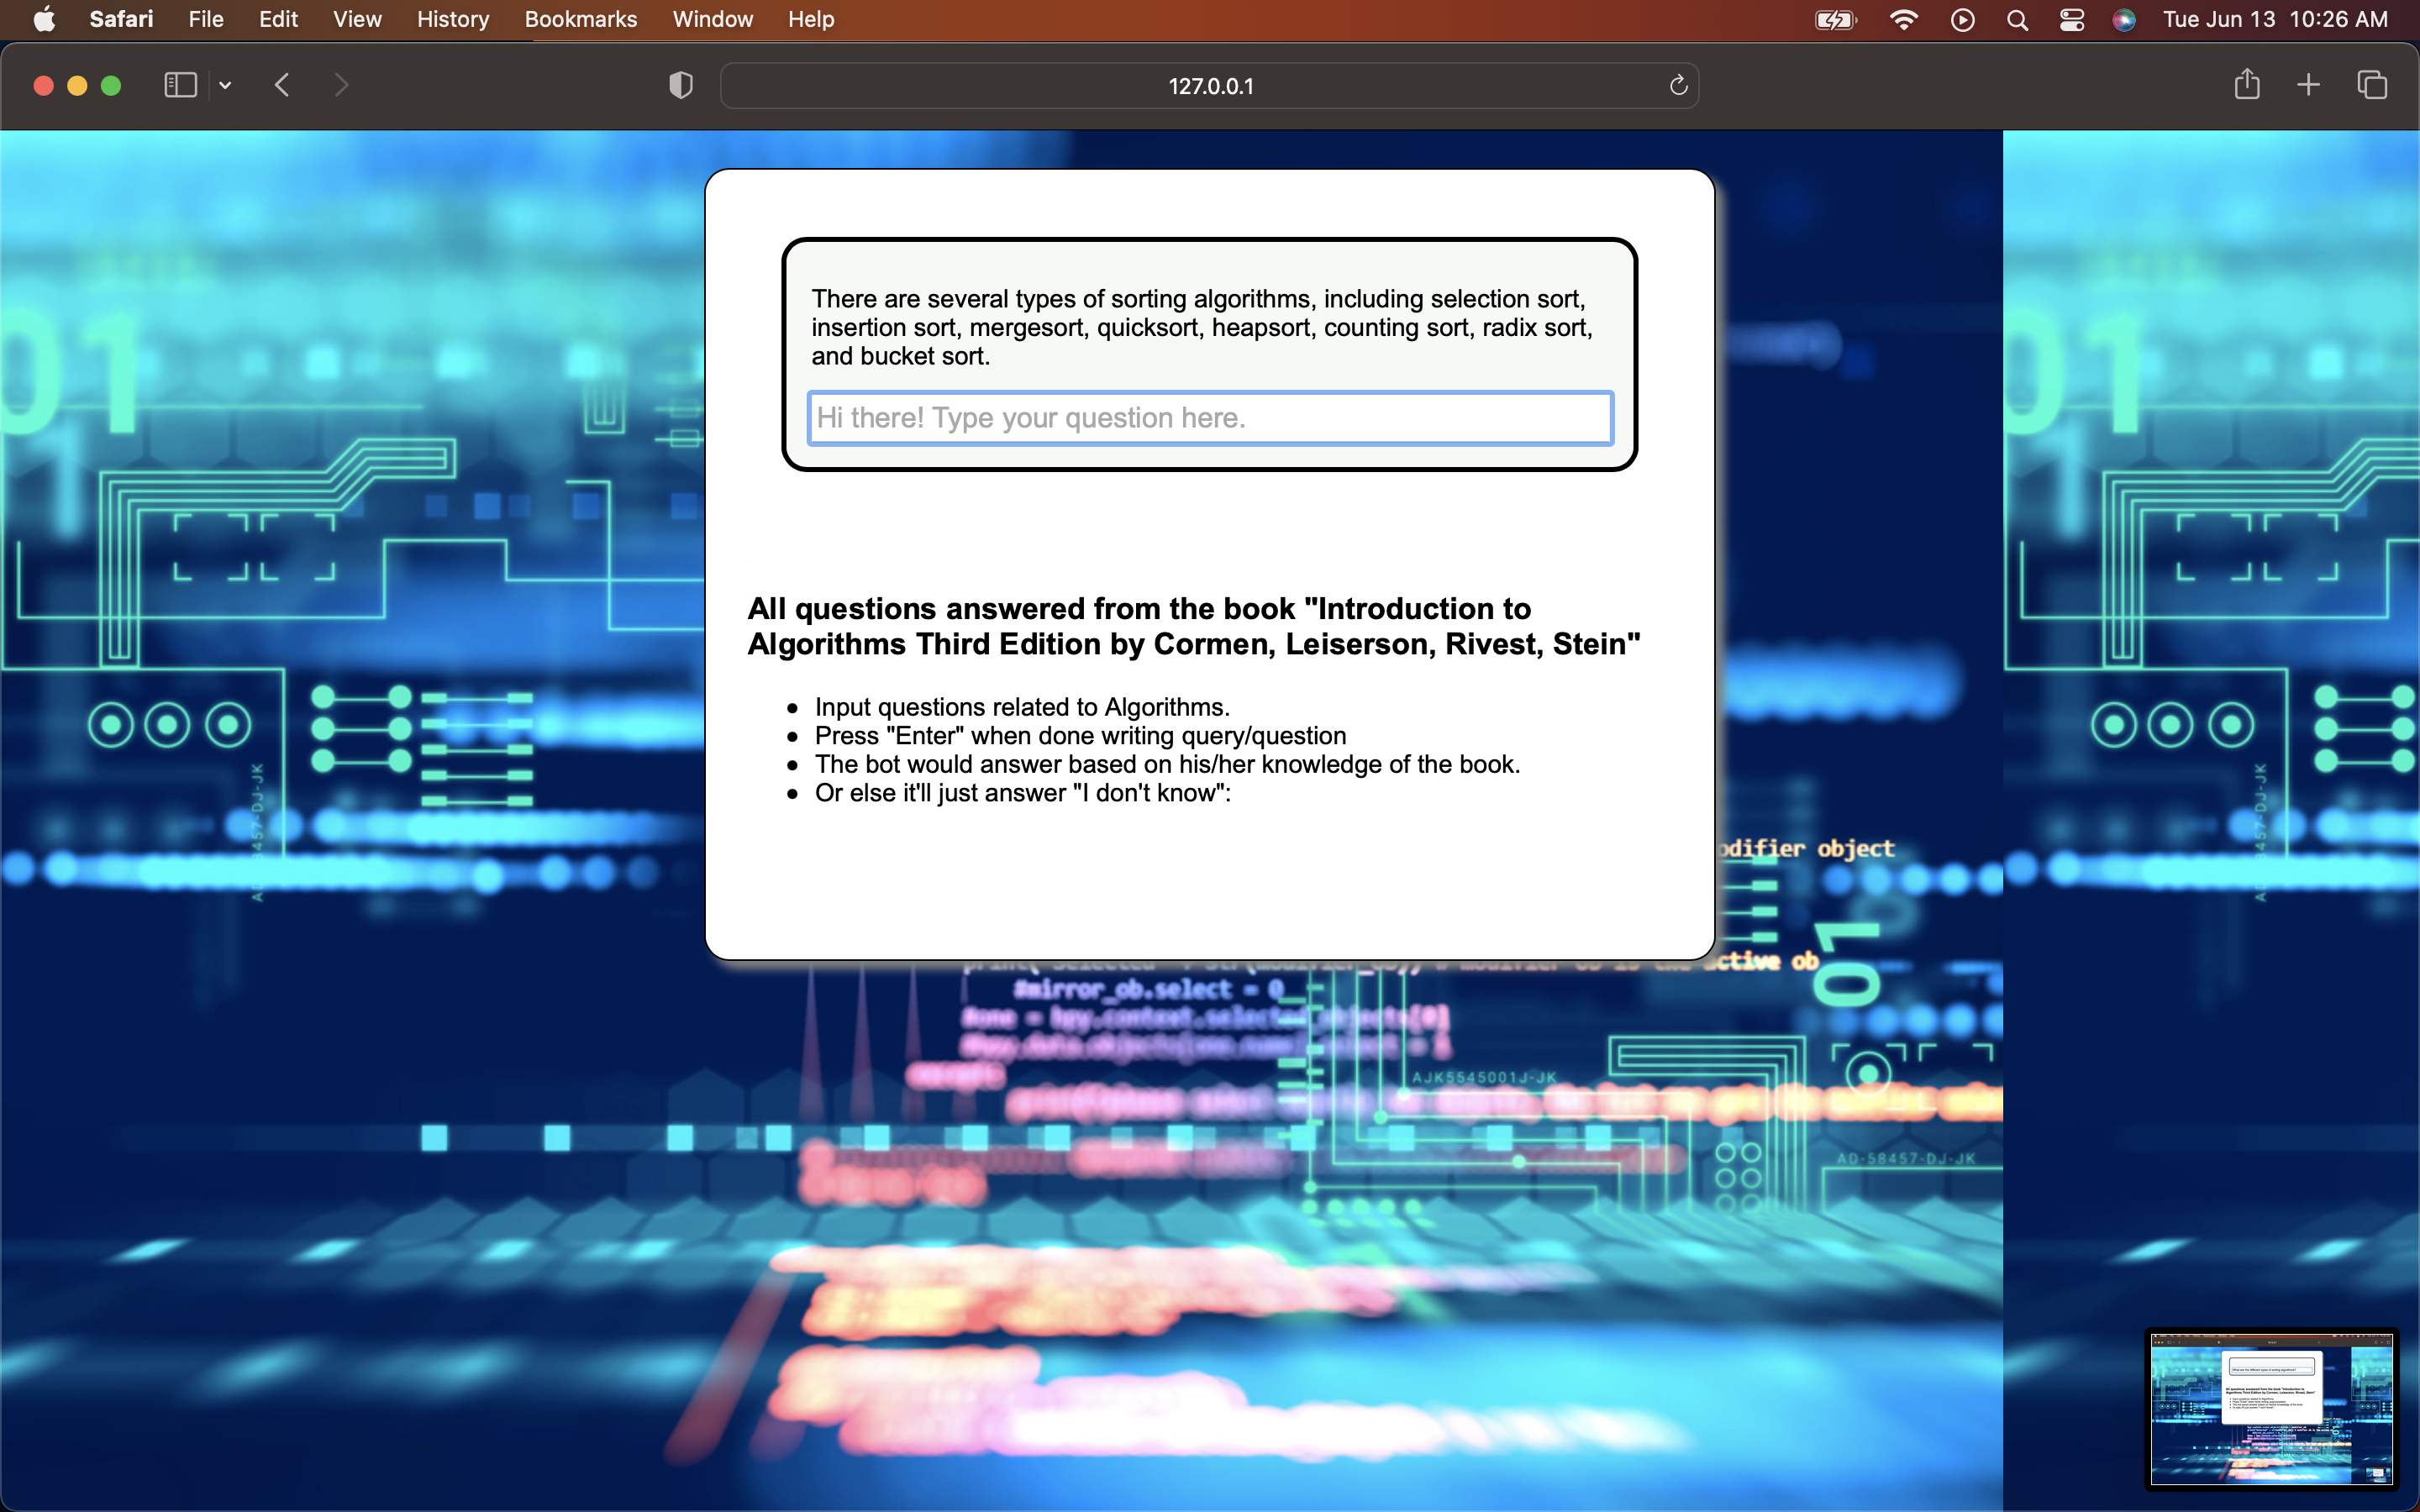 Safari File Edit View History Bookmarks Window Help Tue Jun 13 10:26 AM
127.0.0.1
There are several types of sorting algorithms, including selection sort,
insertion sort, mergesort, quicksort, heapsort, counting sort, radix sort,
and bucket sort.
Hi there! Type your question here.
All questions answered from the book "Introduction to
Algorithms Third Edition by Cormen, Leiserson, Rivest, Stein"
Input questions related to Algorithms.
Press "Enter" when done writing query/question
The bot would answer based on his/her knowledge of the book.
Or else it'll just answer "I don't know":
01
1
01
1
object
ob
01
#mirror_ob.select = 0
AJK5545001J-JK
AD-58457-DJ-JK